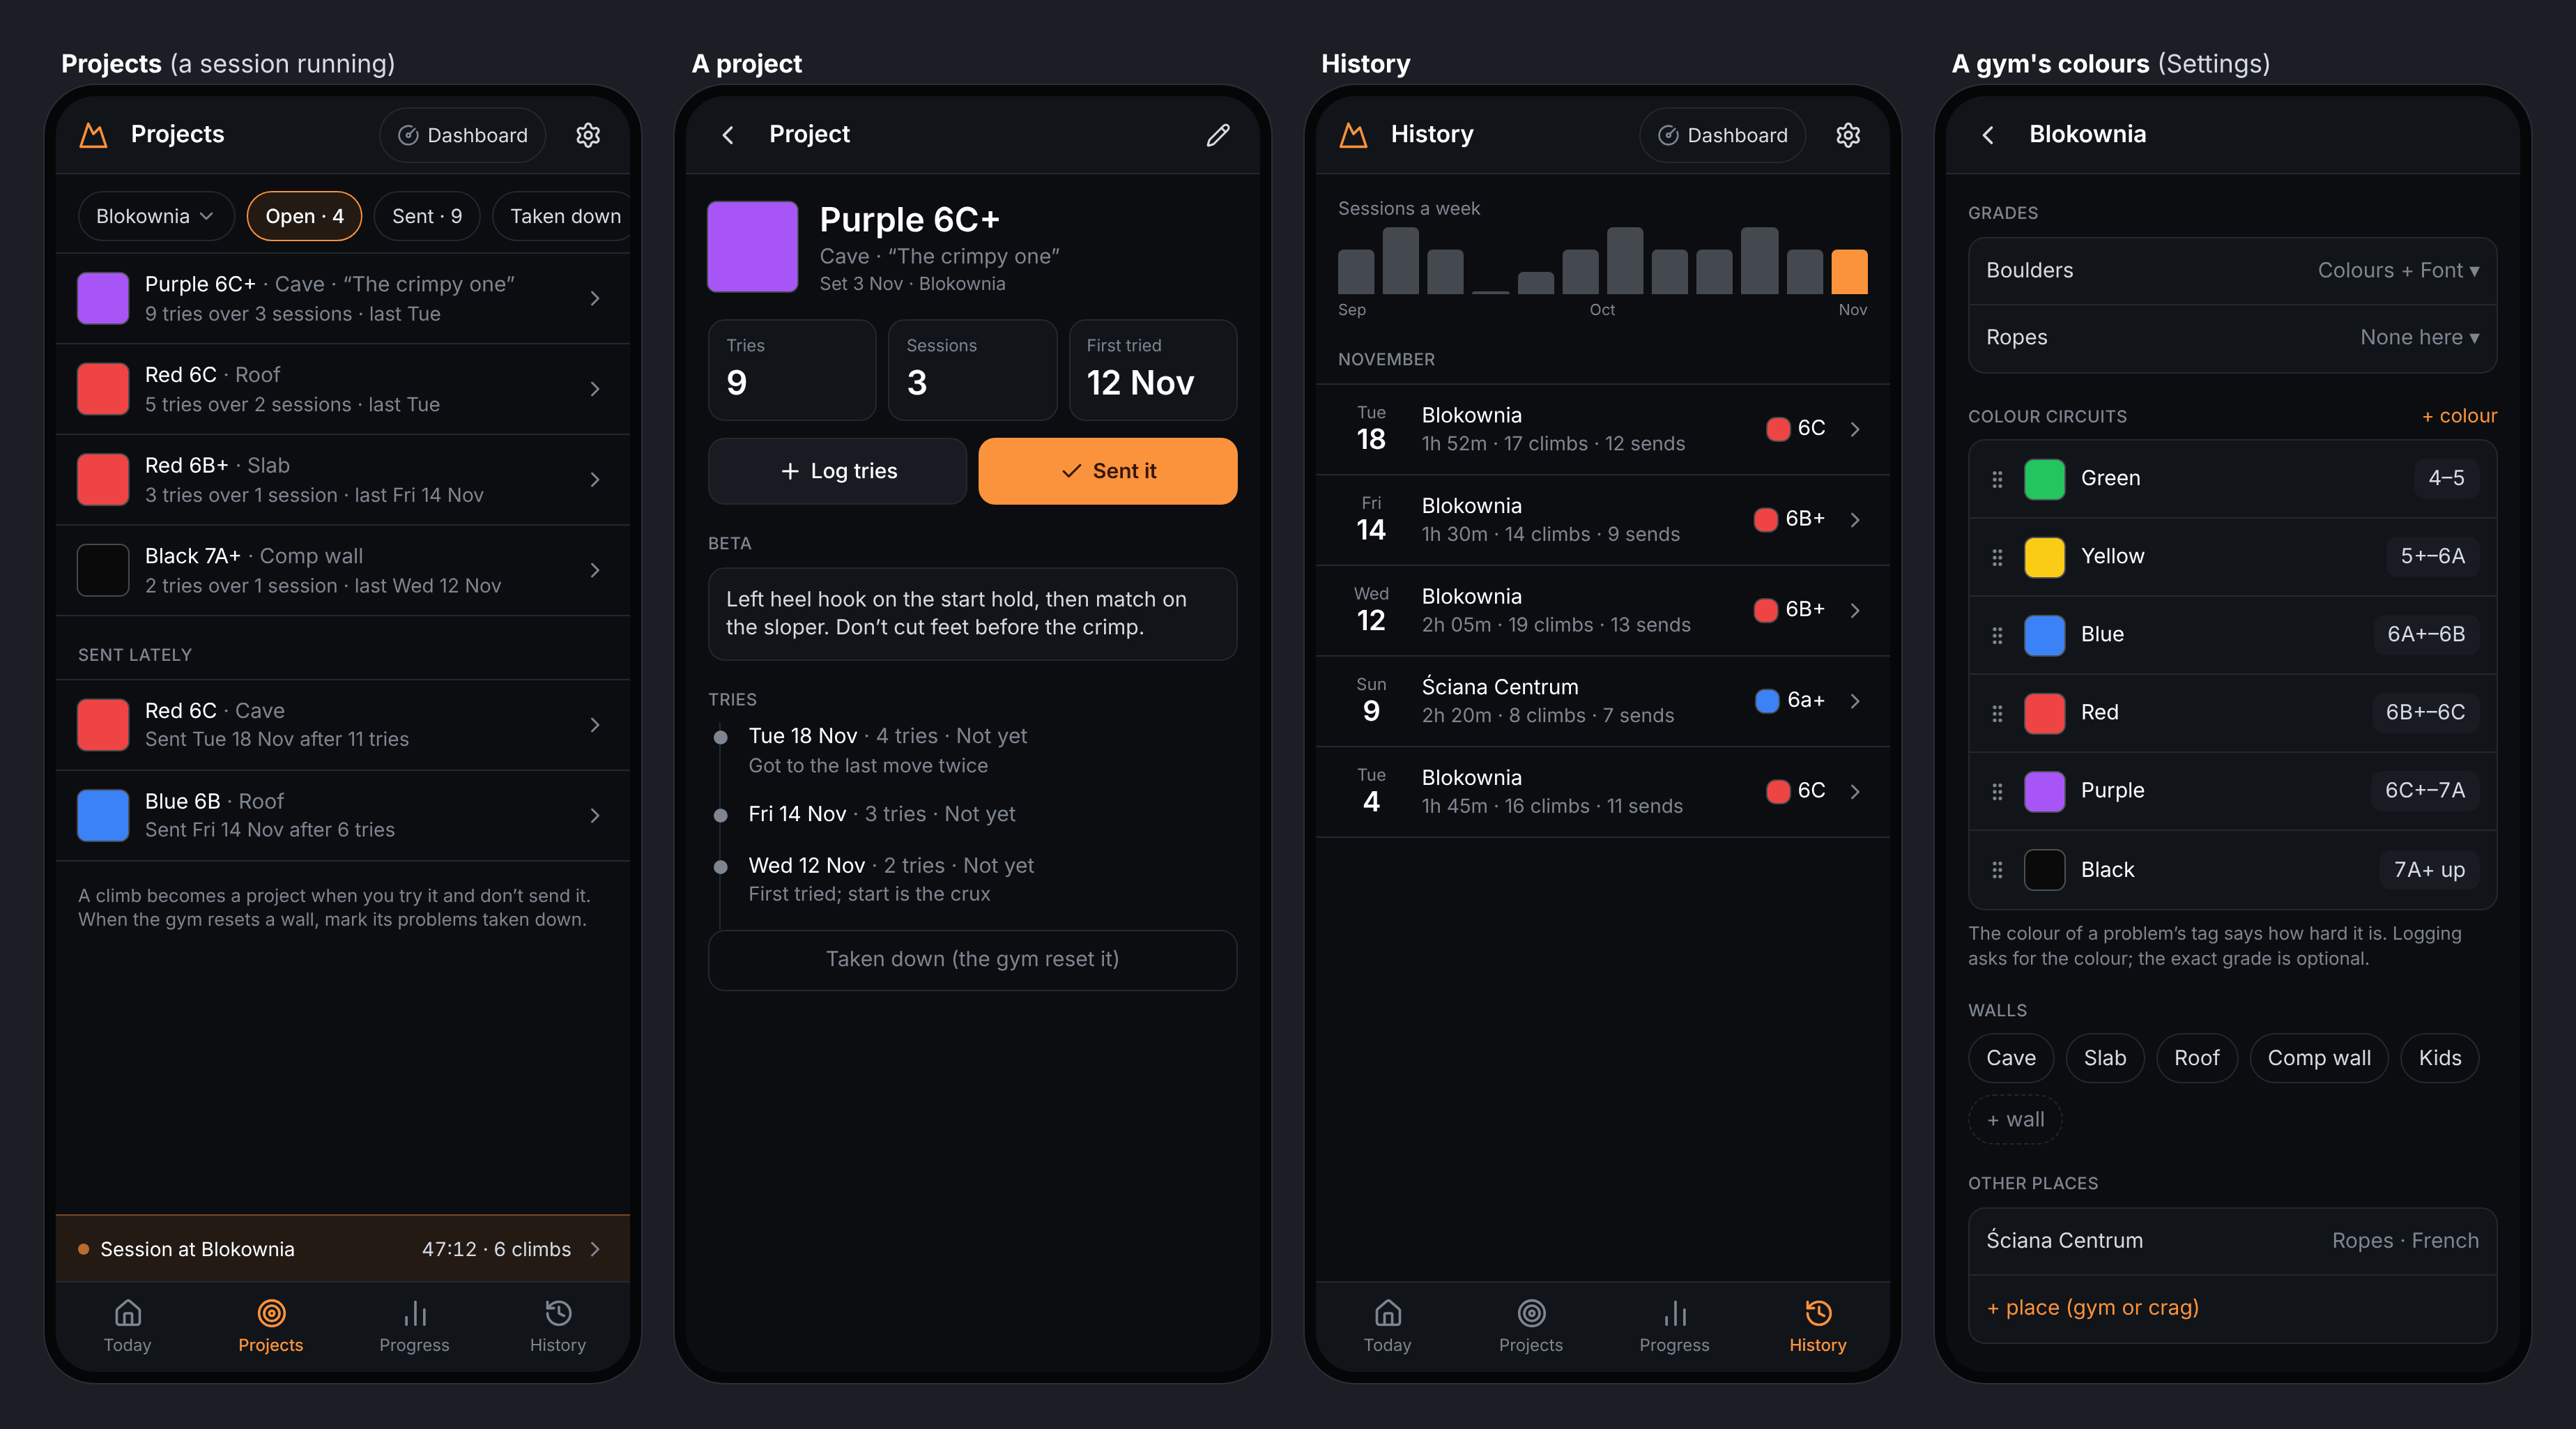 Projects (a session running)
Projects
Dashboard
Blokownia
Open · 4
Sent · 9
Taken down
Purple 6C+ · Cave · “The crimpy one”
9 tries over 3 sessions · last Tue
Red 6C · Roof
5 tries over 2 sessions · last Tue
Red 6B+ · Slab
3 tries over 1 session · last Fri 14 Nov
Black 7A+ · Comp wall
2 tries over 1 session · last Wed 12 Nov
SENT LATELY
Red 6C · Cave
Sent Tue 18 Nov after 11 tries
Blue 6B · Roof
Sent Fri 14 Nov after 6 tries
A climb becomes a project when you try it and don’t send it.
When the gym resets a wall, mark its problems taken down.
Session at Blokownia
47:12 · 6 climbs
Today
Projects
Progress
History
A project
Project
Purple 6C+
Cave · “The crimpy one”
Set 3 Nov · Blokownia
Tries
9
Sessions
3
First tried
12 Nov
Log tries
Sent it
BETA
Left heel hook on the start hold, then match on
the sloper. Don’t cut feet before the crimp.
TRIES
Tue 18 Nov · 4 tries · Not yet
Got to the last move twice
Fri 14 Nov · 3 tries · Not yet
Wed 12 Nov · 2 tries · Not yet
First tried; start is the crux
Taken down (the gym reset it)
History
History
Dashboard
Sessions a week
Sep
Oct
Nov
NOVEMBER
Tue
18
Blokownia
1h 52m · 17 climbs · 12 sends
6C
Fri
14
Blokownia
1h 30m · 14 climbs · 9 sends
6B+
Wed
12
Blokownia
2h 05m · 19 climbs · 13 sends
6B+
Sun
9
Ściana Centrum
2h 20m · 8 climbs · 7 sends
6a+
Tue
4
Blokownia
1h 45m · 16 climbs · 11 sends
6C
Today
Projects
Progress
History
A gym's colours (Settings)
Blokownia
GRADES
Boulders
Colours + Font ▾
Ropes
None here ▾
COLOUR CIRCUITS
+ colour
Green
4–5
Yellow
5+–6A
Blue
6A+–6B
Red
6B+–6C
Purple
6C+–7A
Black
7A+ up
The colour of a problem’s tag says how hard it is. Logging
asks for the colour; the exact grade is optional.
WALLS
Cave
Slab
Roof
Comp wall
Kids
+ wall
OTHER PLACES
Ściana Centrum
Ropes · French
+ place (gym or crag)